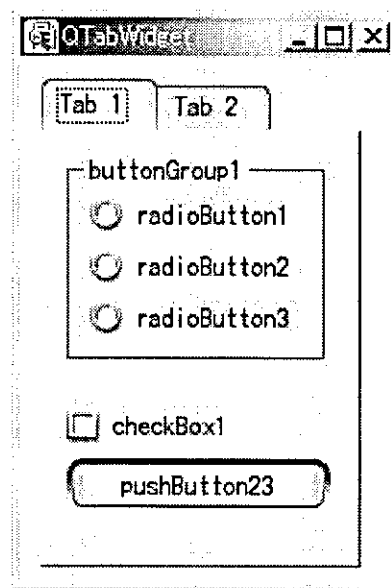 QTabWidget
Tab 1 Tab 2
buttonGroup1
radioButton1
radioButton2
radioButton3
checkBox1
pushButton23